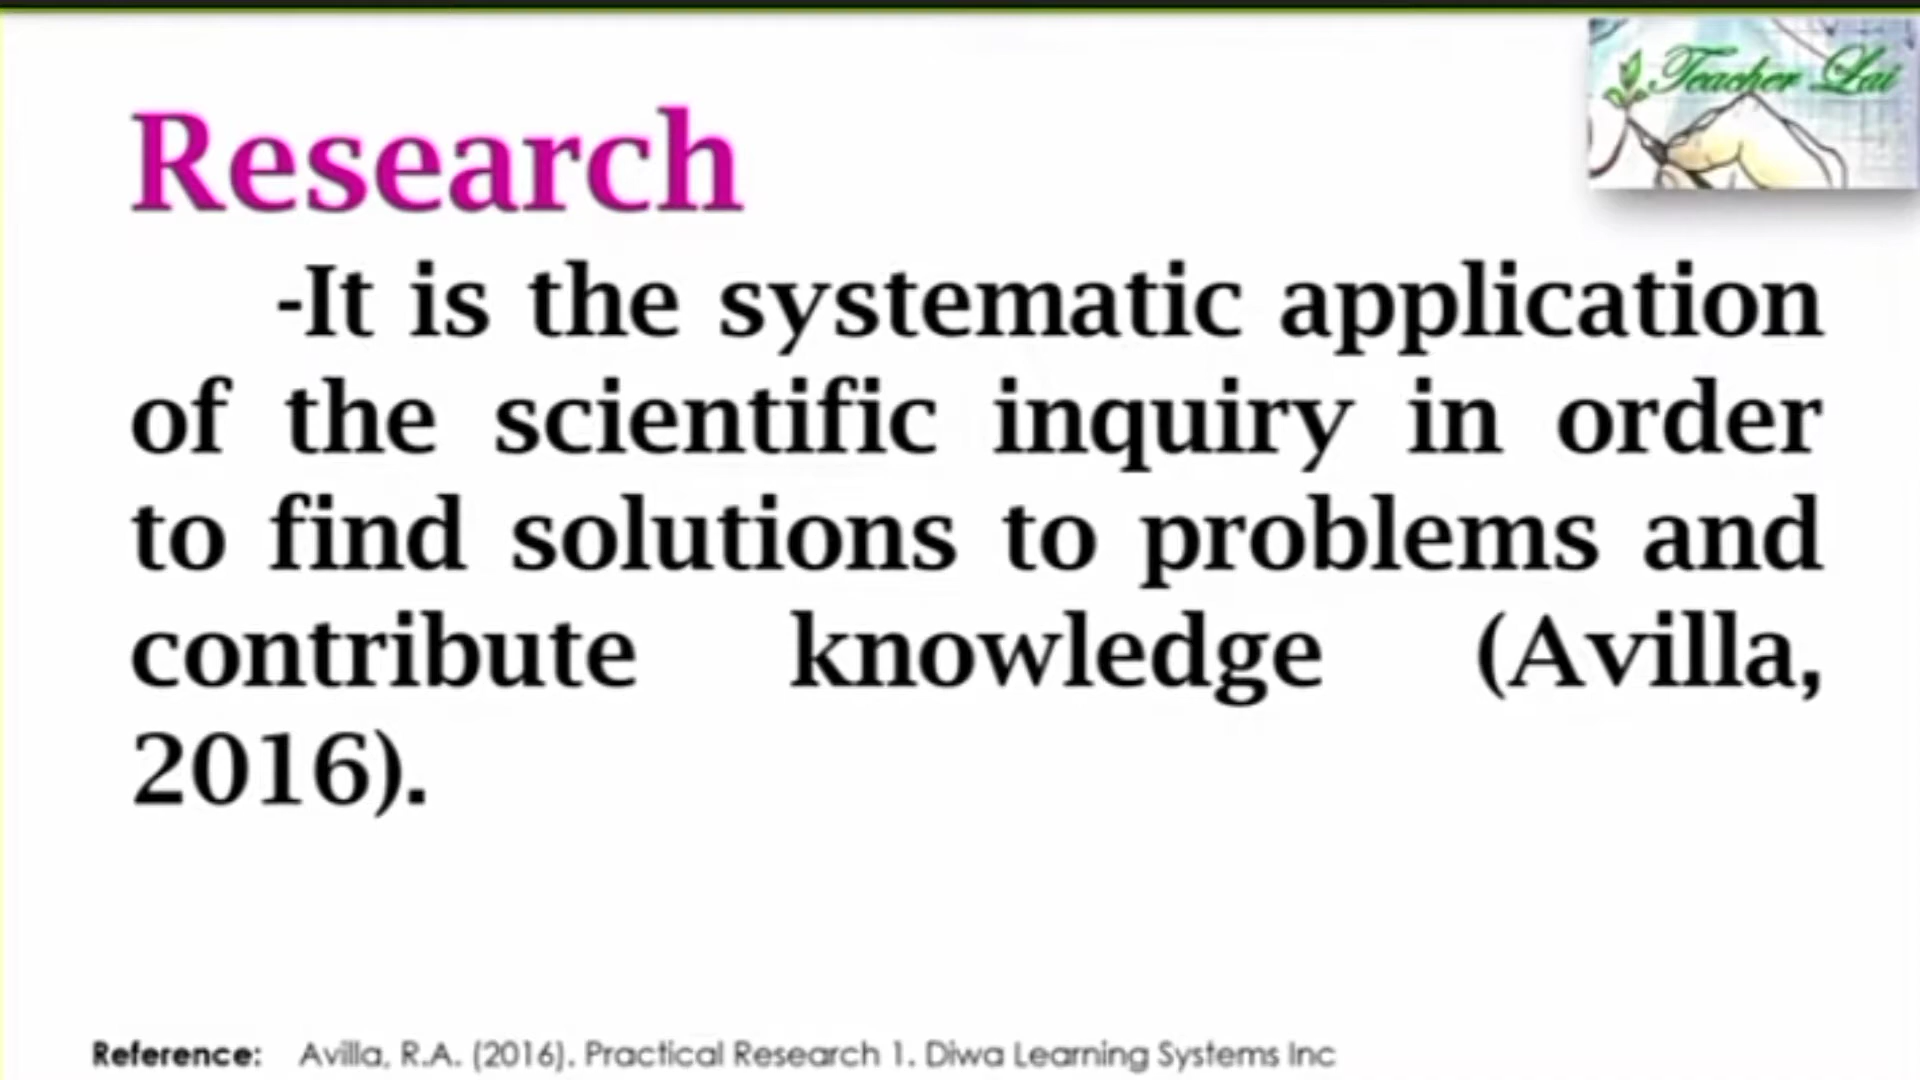 Teacher Lai
Research
-It is the systematic application
of the scientific inquiry in order
to find solutions to problems and
contribute knowledge (Avilla,
2016).
Reference: Avilla, R.A. (2016). Practical Research 1. Diwa Learning Systems Inc